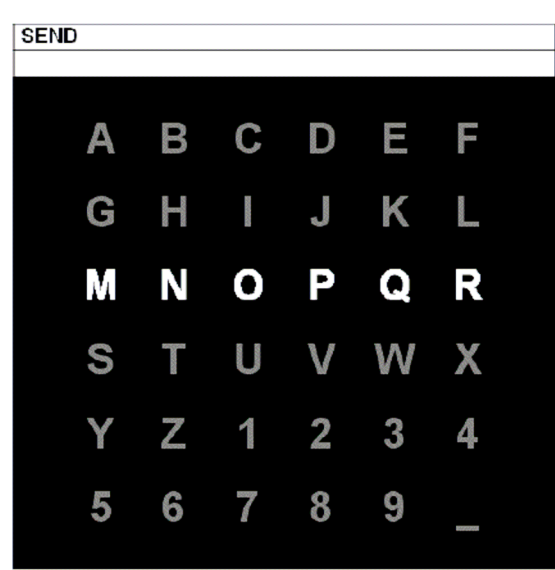 SEND
A B C D E F
G H I J K L
M N O P Q R
S T U V W X
Y Z 1 2 3 4
5 6 7 8 9 _